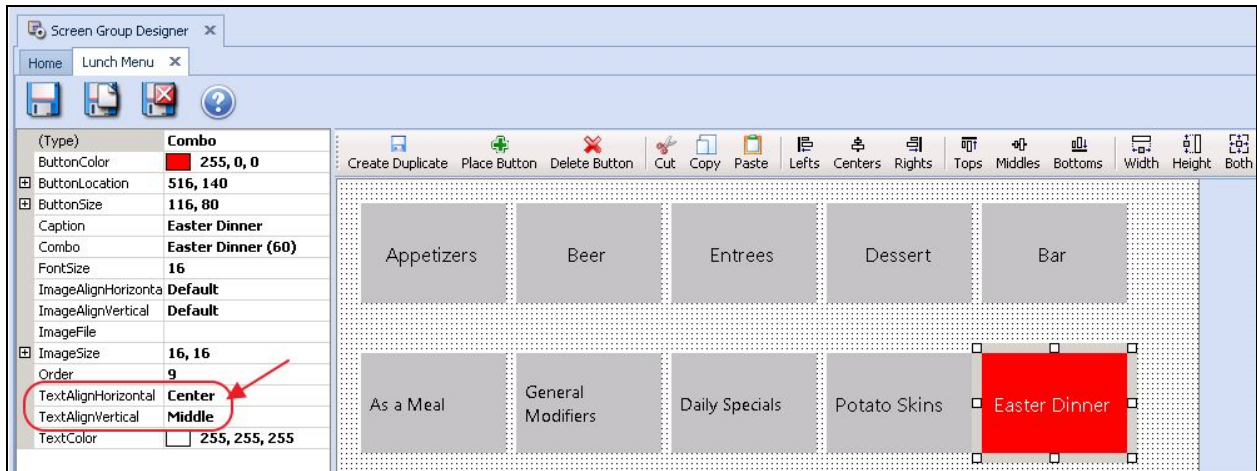 Screen Group Designer
Home Lunch Menu
(Type) Combo
ButtonColor 255, 0, 0
ButtonLocation 516, 140
ButtonSize 116, 80
Caption Easter Dinner
Combo Easter Dinner (60)
FontSize 16
ImageAlignHorizonta Default
ImageAlignVertical Default
ImageFile
ImageSize 16, 16
Order 9
TextAlignHorizontal Center
TextAlignVertical Middle
TextColor 255, 255, 255
Create Duplicate Place Button Delete Button Cut Copy Paste Lefts Centers Rights Tops Middles Bottoms Width Height Both
Appetizers Beer Entrees Dessert Bar
As a Meal General Modifiers Daily Specials Potato Skins Easter Dinner